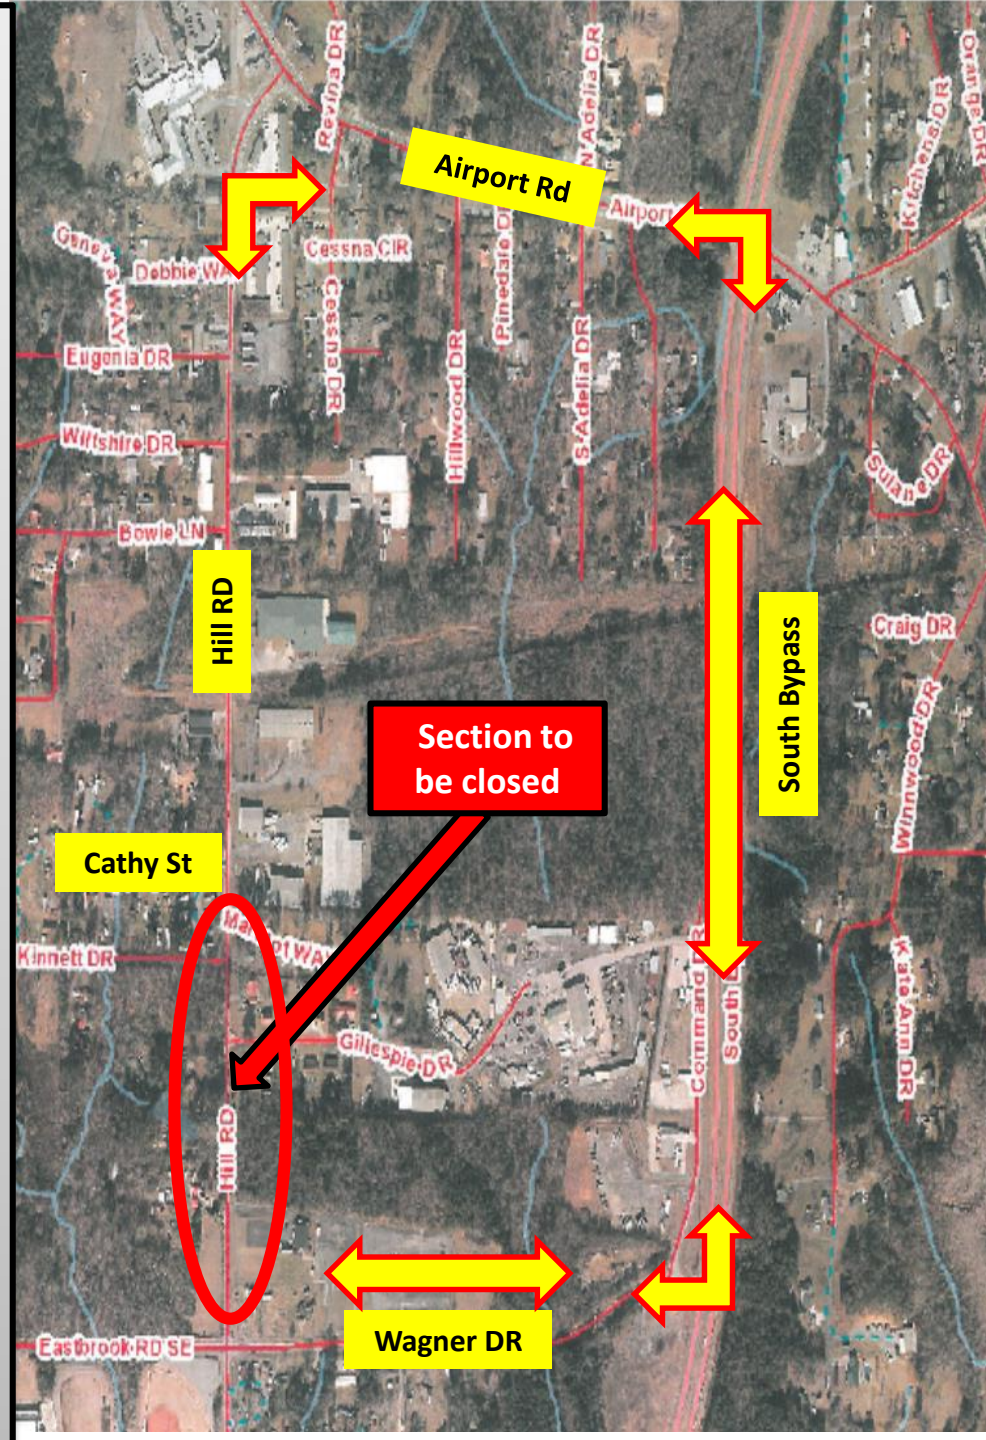 Revina DR
N Adelia DR
Orange DR
Kitchens DR
Airport Rd
Airport
Geneva WAY
Debbie WA
Cessna CIR
Cessna DR
Pinedale D
Hillwood DR
S Adelia DR
Eugenia DR
Wiltshire DR
Sulane DR
Bowie LN
Hill RD
South Bypass
Craig DR
Winnwood DR
Section to
be closed
Cathy St
Kinnett DR
Command DR
South
Kate Ann DR
Gillespie DR
Hill RD
Wagner DR
Eastbrook RD SE